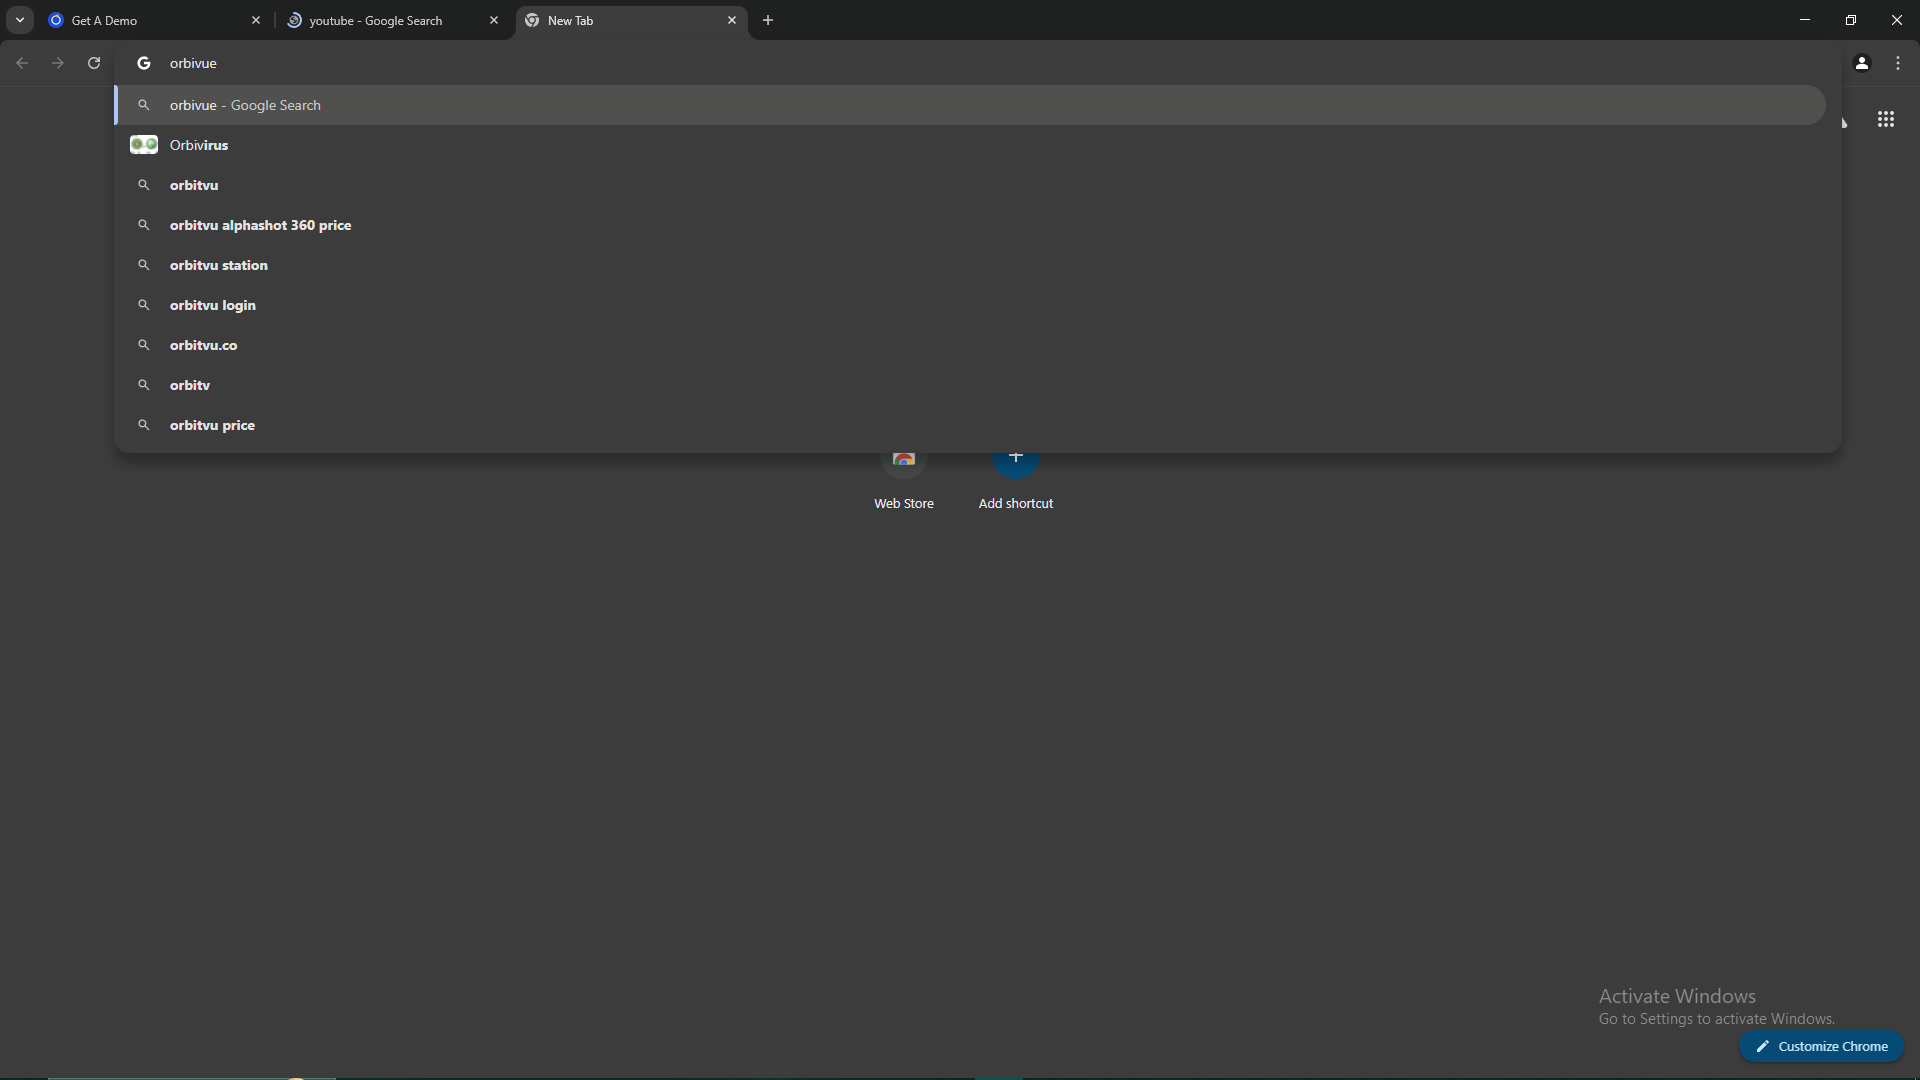 Get A Demo
youtube - Google Search
New Tab
orbivue
orbivue - Google Search
Orbivirus
orbitvu
orbitvu alphashot 360 price
orbitvu station
orbitvu login
orbitvu.co
orbitv
orbitvu price
Web Store
Add shortcut
Activate Windows
Go to Settings to activate Windows.
Customize Chrome